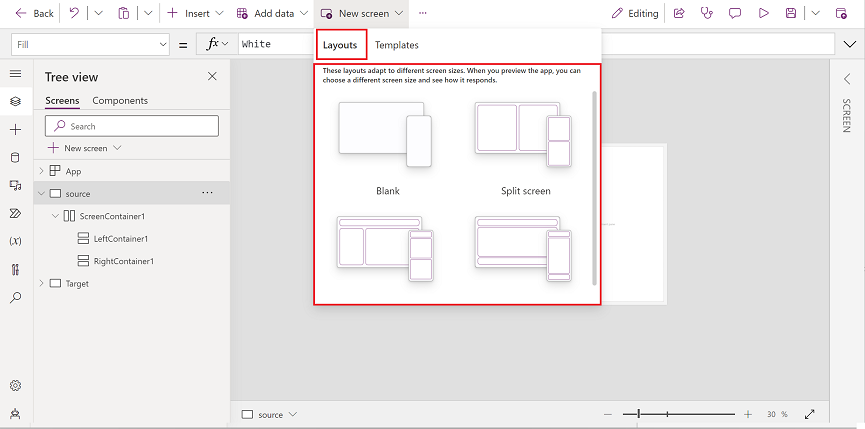 Back Insert Add data New screen ... Editing
Fill = fx White
Layouts Templates
These layouts adapt to different screen sizes. When you preview the app, you can
choose a different screen size and see how it responds.
Blank Split screen
Tree view
Screens Components
Search
New screen
App
source ...
ScreenContainer1
LeftContainer1
RightContainer1
Target
(x)
SCREEN
source
30 %